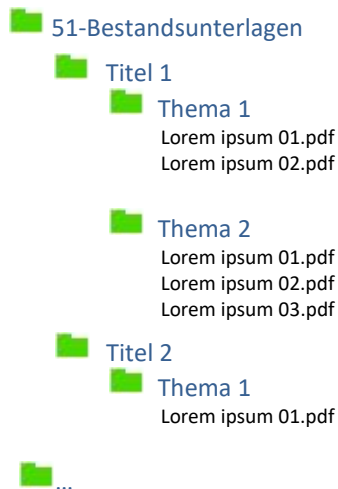 51-Bestandsunterlagen
Titel 1
Thema 1
Lorem ipsum 01.pdf
Lorem ipsum 02.pdf
Thema 2
Lorem ipsum 01.pdf
Lorem ipsum 02.pdf
Lorem ipsum 03.pdf
Titel 2
Thema 1
Lorem ipsum 01.pdf
...